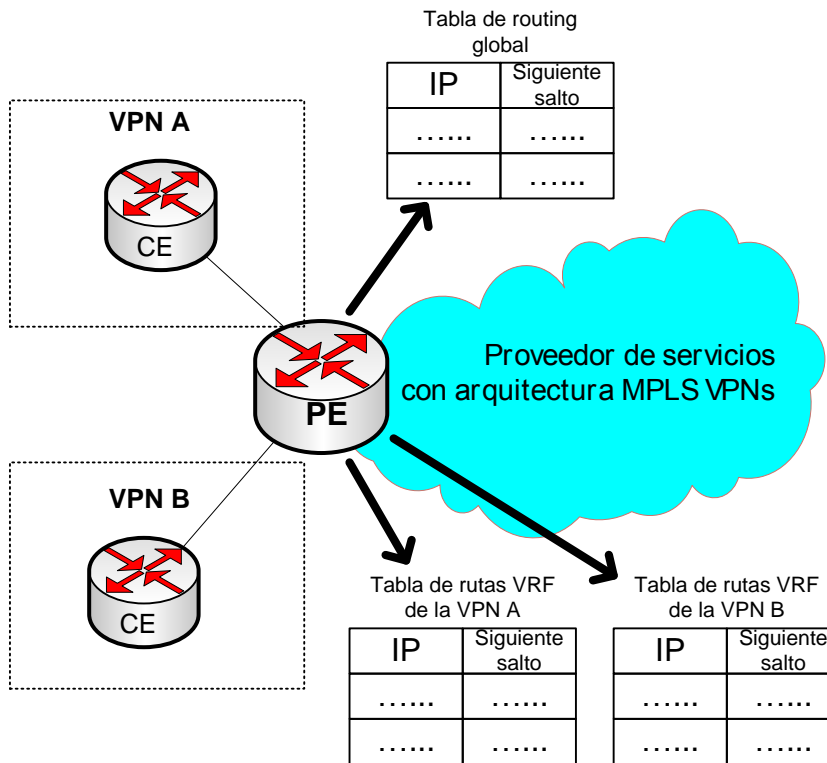 Tabla de routing
global
IP
Siguiente
salto
...... ......
...... ......
VPN A
CE
Proveedor de servicios
con arquitectura MPLS VPNs
PE
VPN B
CE
Tabla de rutas VRF
de la VPN A
IP
Siguiente
salto
...... ......
...... ......
Tabla de rutas VRF
de la VPN B
IP
Siguiente
salto
...... ......
...... ......